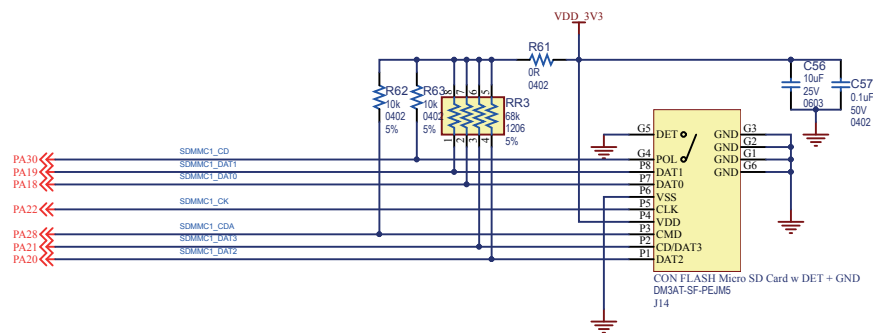 VDD_3V3
R61
0R
0402
R62
10k
0402
5%
R63
10k
0402
5%
8 7 6 5
RR3
68k
1206
5%
1 2 3 4
C56
10uF
25V
0603
C57
0.1uF
50V
0402
G5 DET GND G3
GND G2
PA30 SDMMC1_CD G4 POL GND G1
PA19 SDMMC1_DAT1 P8 DAT1 GND G6
PA18 SDMMC1_DAT0 P7 DAT0
P6 VSS
PA22 SDMMC1_CK P5 CLK
P4 VDD
PA28 SDMMC1_CDA P3 CMD
PA21 SDMMC1_DAT3 P2 CD/DAT3
PA20 SDMMC1_DAT2 P1 DAT2
CON FLASH Micro SD Card w DET + GND
DM3AT-SF-PEJM5
J14